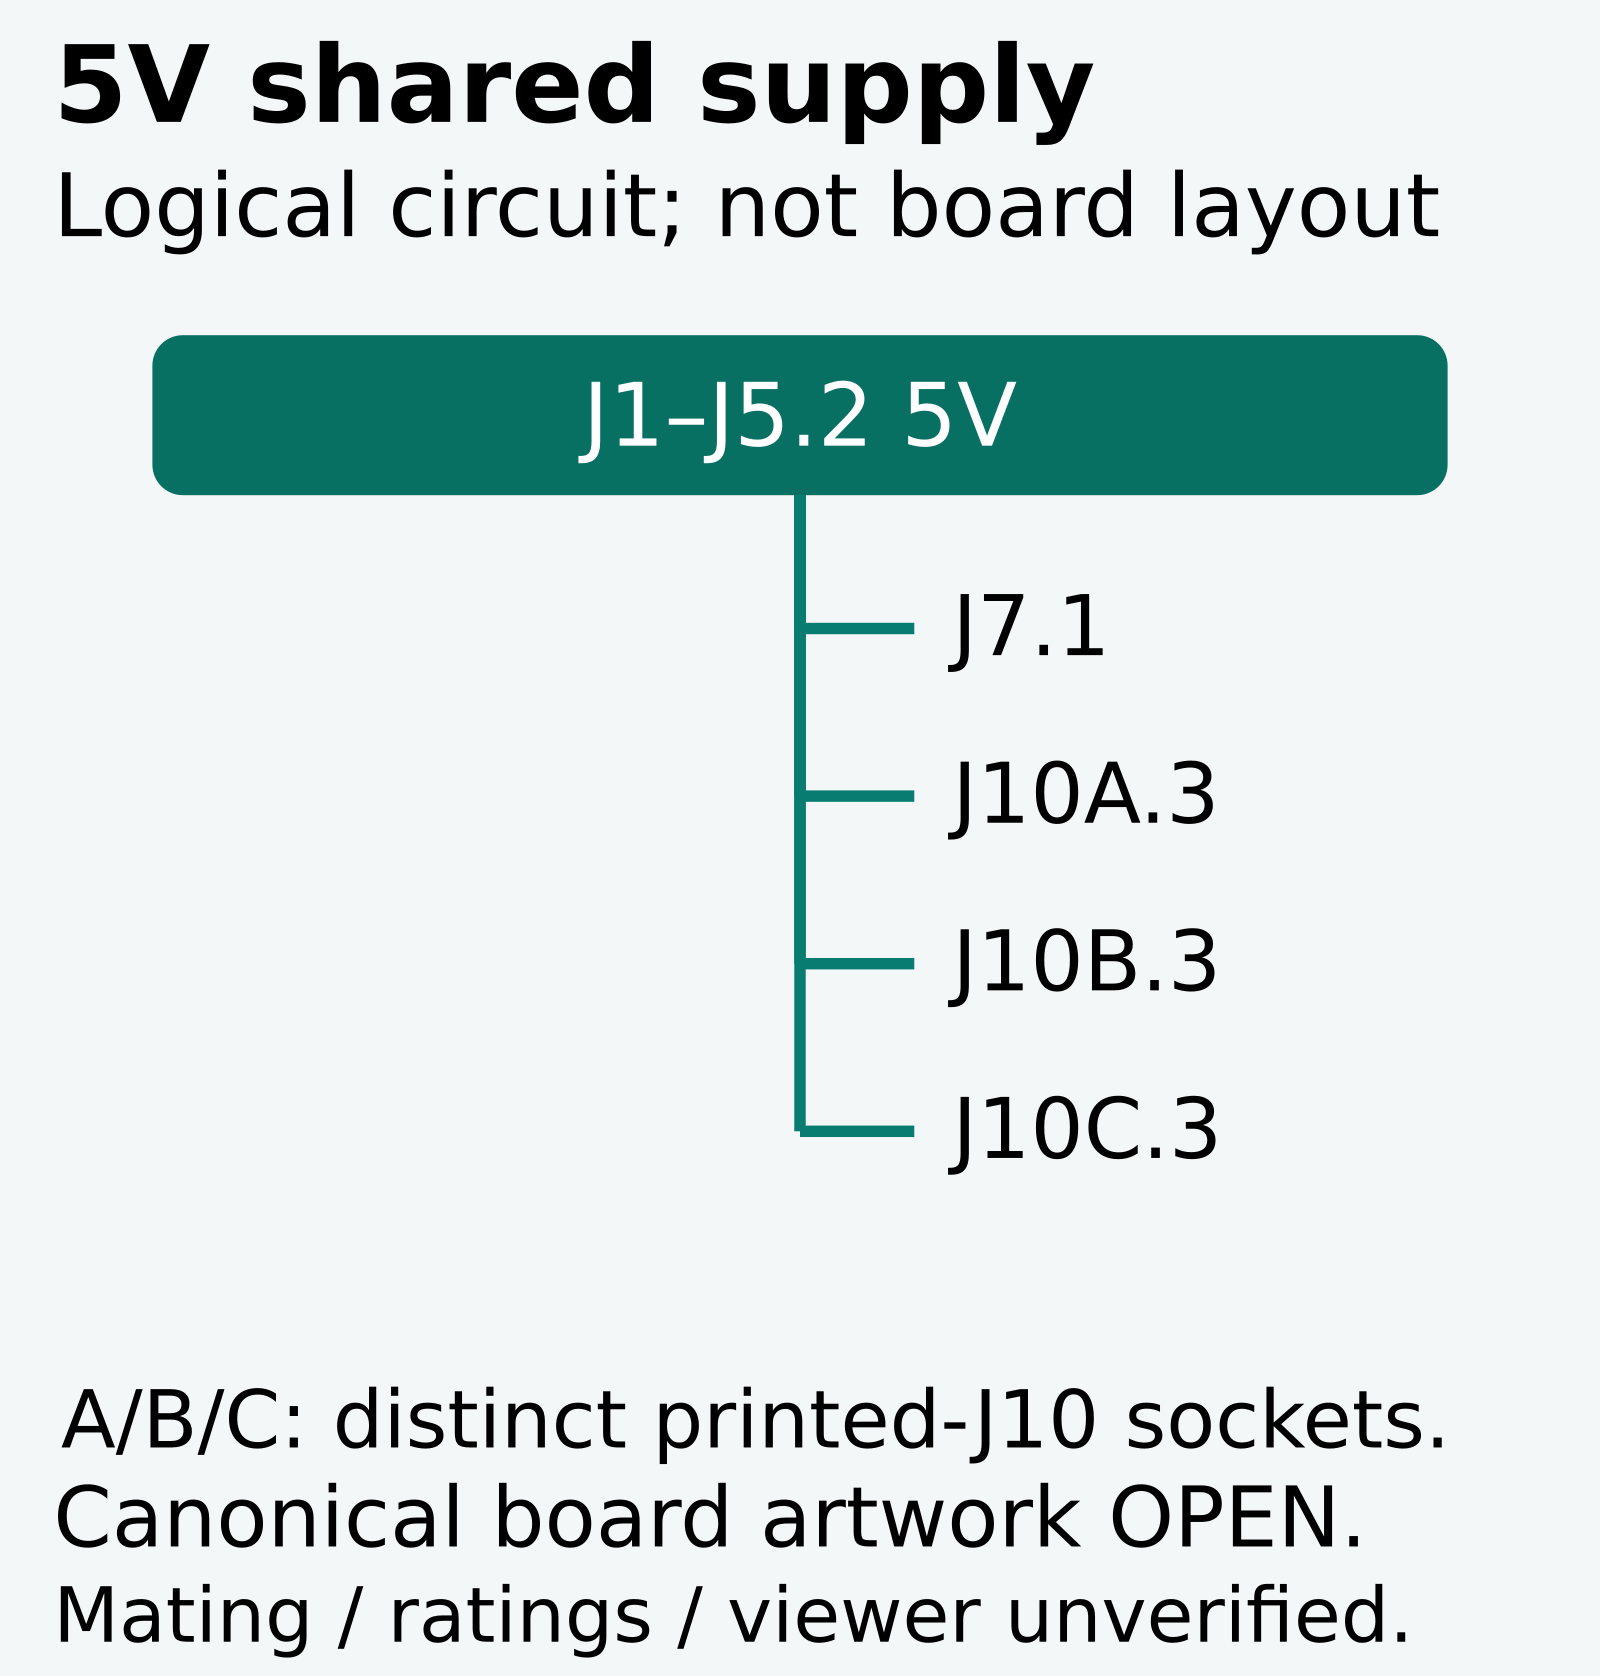 5V shared supply
Logical circuit; not board layout
J1–J5.2 5V
J7.1
J10A.3
J10B.3
J10C.3
A/B/C: distinct printed-J10 sockets.
Canonical board artwork OPEN.
Mating / ratings / viewer unverified.